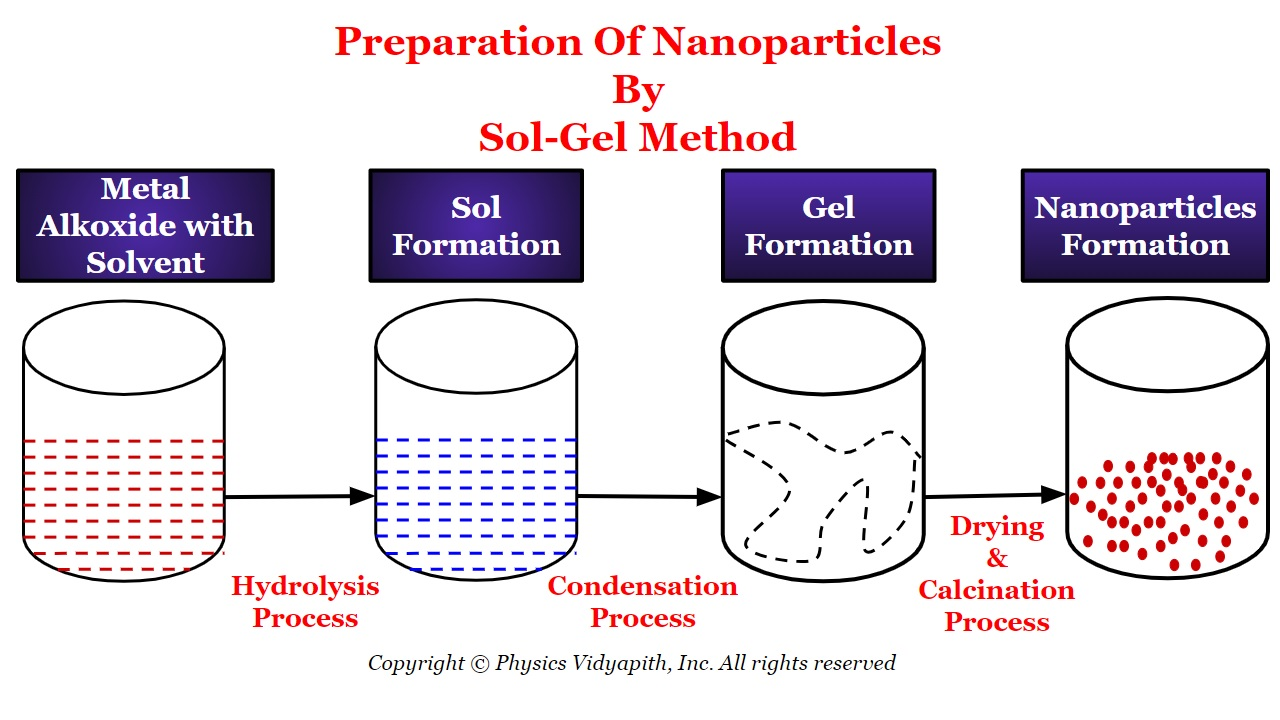 Preparation Of Nanoparticles
By
Sol-Gel Method
Metal
Alkoxide with
Solvent
Sol
Formation
Gel
Formation
Nanoparticles
Formation
Hydrolysis
Process
Condensation
Process
Drying
&
Calcination
Process
Copyright © Physics Vidyapith, Inc. All rights reserved